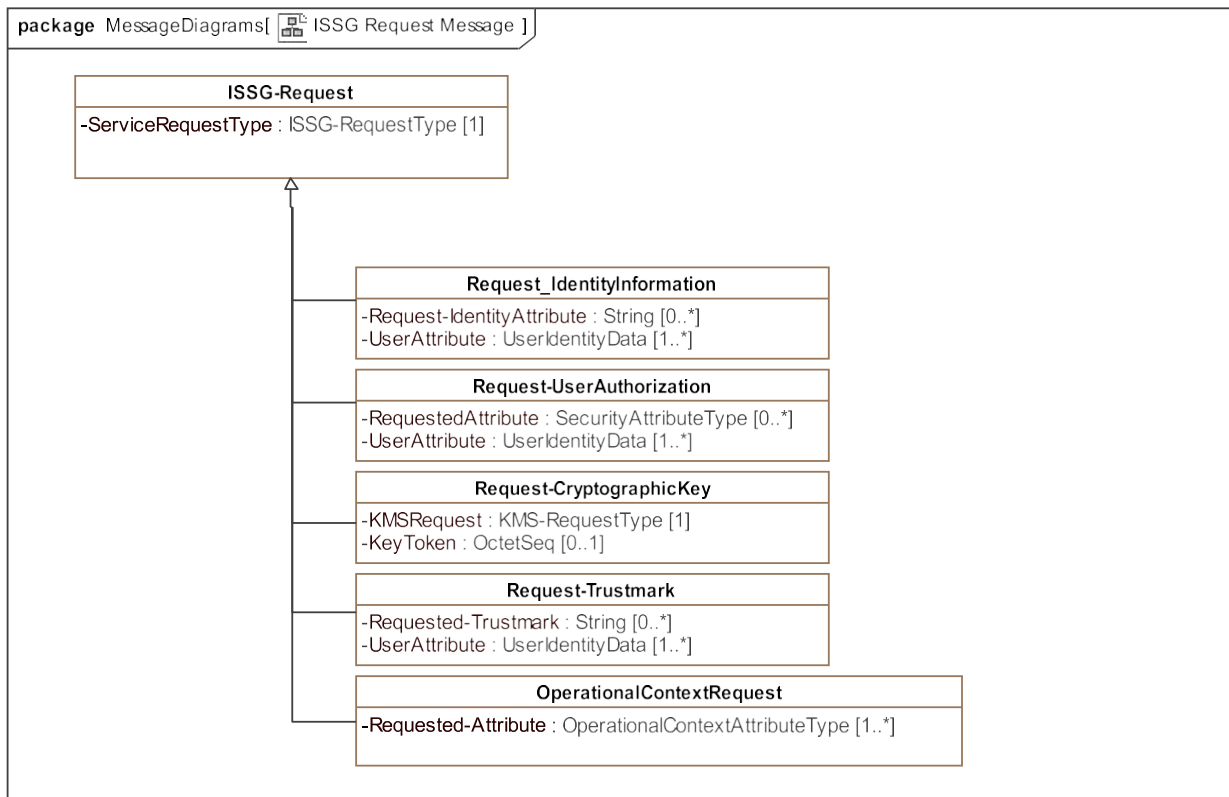 package MessageDiagrams[ ISSG Request Message ]
ISSG-Request
-ServiceRequestType : ISSG-RequestType [1]
Request_IdentityInformation
-Request-IdentityAttribute : String [0..*]
-UserAttribute : UserIdentityData [1..*]
Request-UserAuthorization
-RequestedAttribute : SecurityAttributeType [0..*]
-UserAttribute : UserIdentityData [1..*]
Request-CryptographicKey
-KMSRequest : KMS-RequestType [1]
-KeyToken : OctetSeq [0..1]
Request-Trustmark
-Requested-Trustmark : String [0..*]
-UserAttribute : UserIdentityData [1..*]
OperationalContextRequest
-Requested-Attribute : OperationalContextAttributeType [1..*]